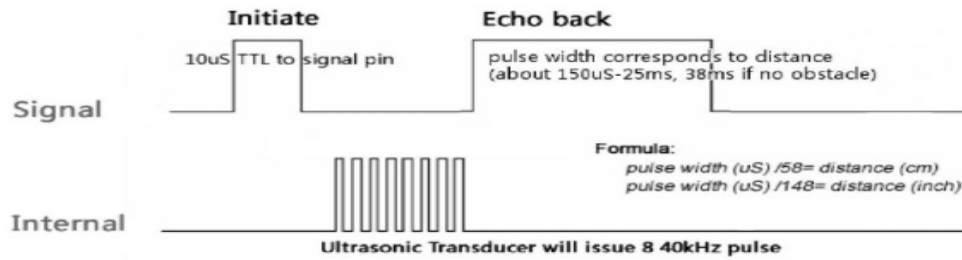 Initiate
Echo back
10uS TTL to signal pin
pulse width corresponds to distance
(about 150uS-25ms, 38ms if no obstacle)
Signal
Formula:
pulse width (uS) /58= distance (cm)
pulse width (uS) /148= distance (inch)
Internal
Ultrasonic Transducer will issue 8 40kHz pulse